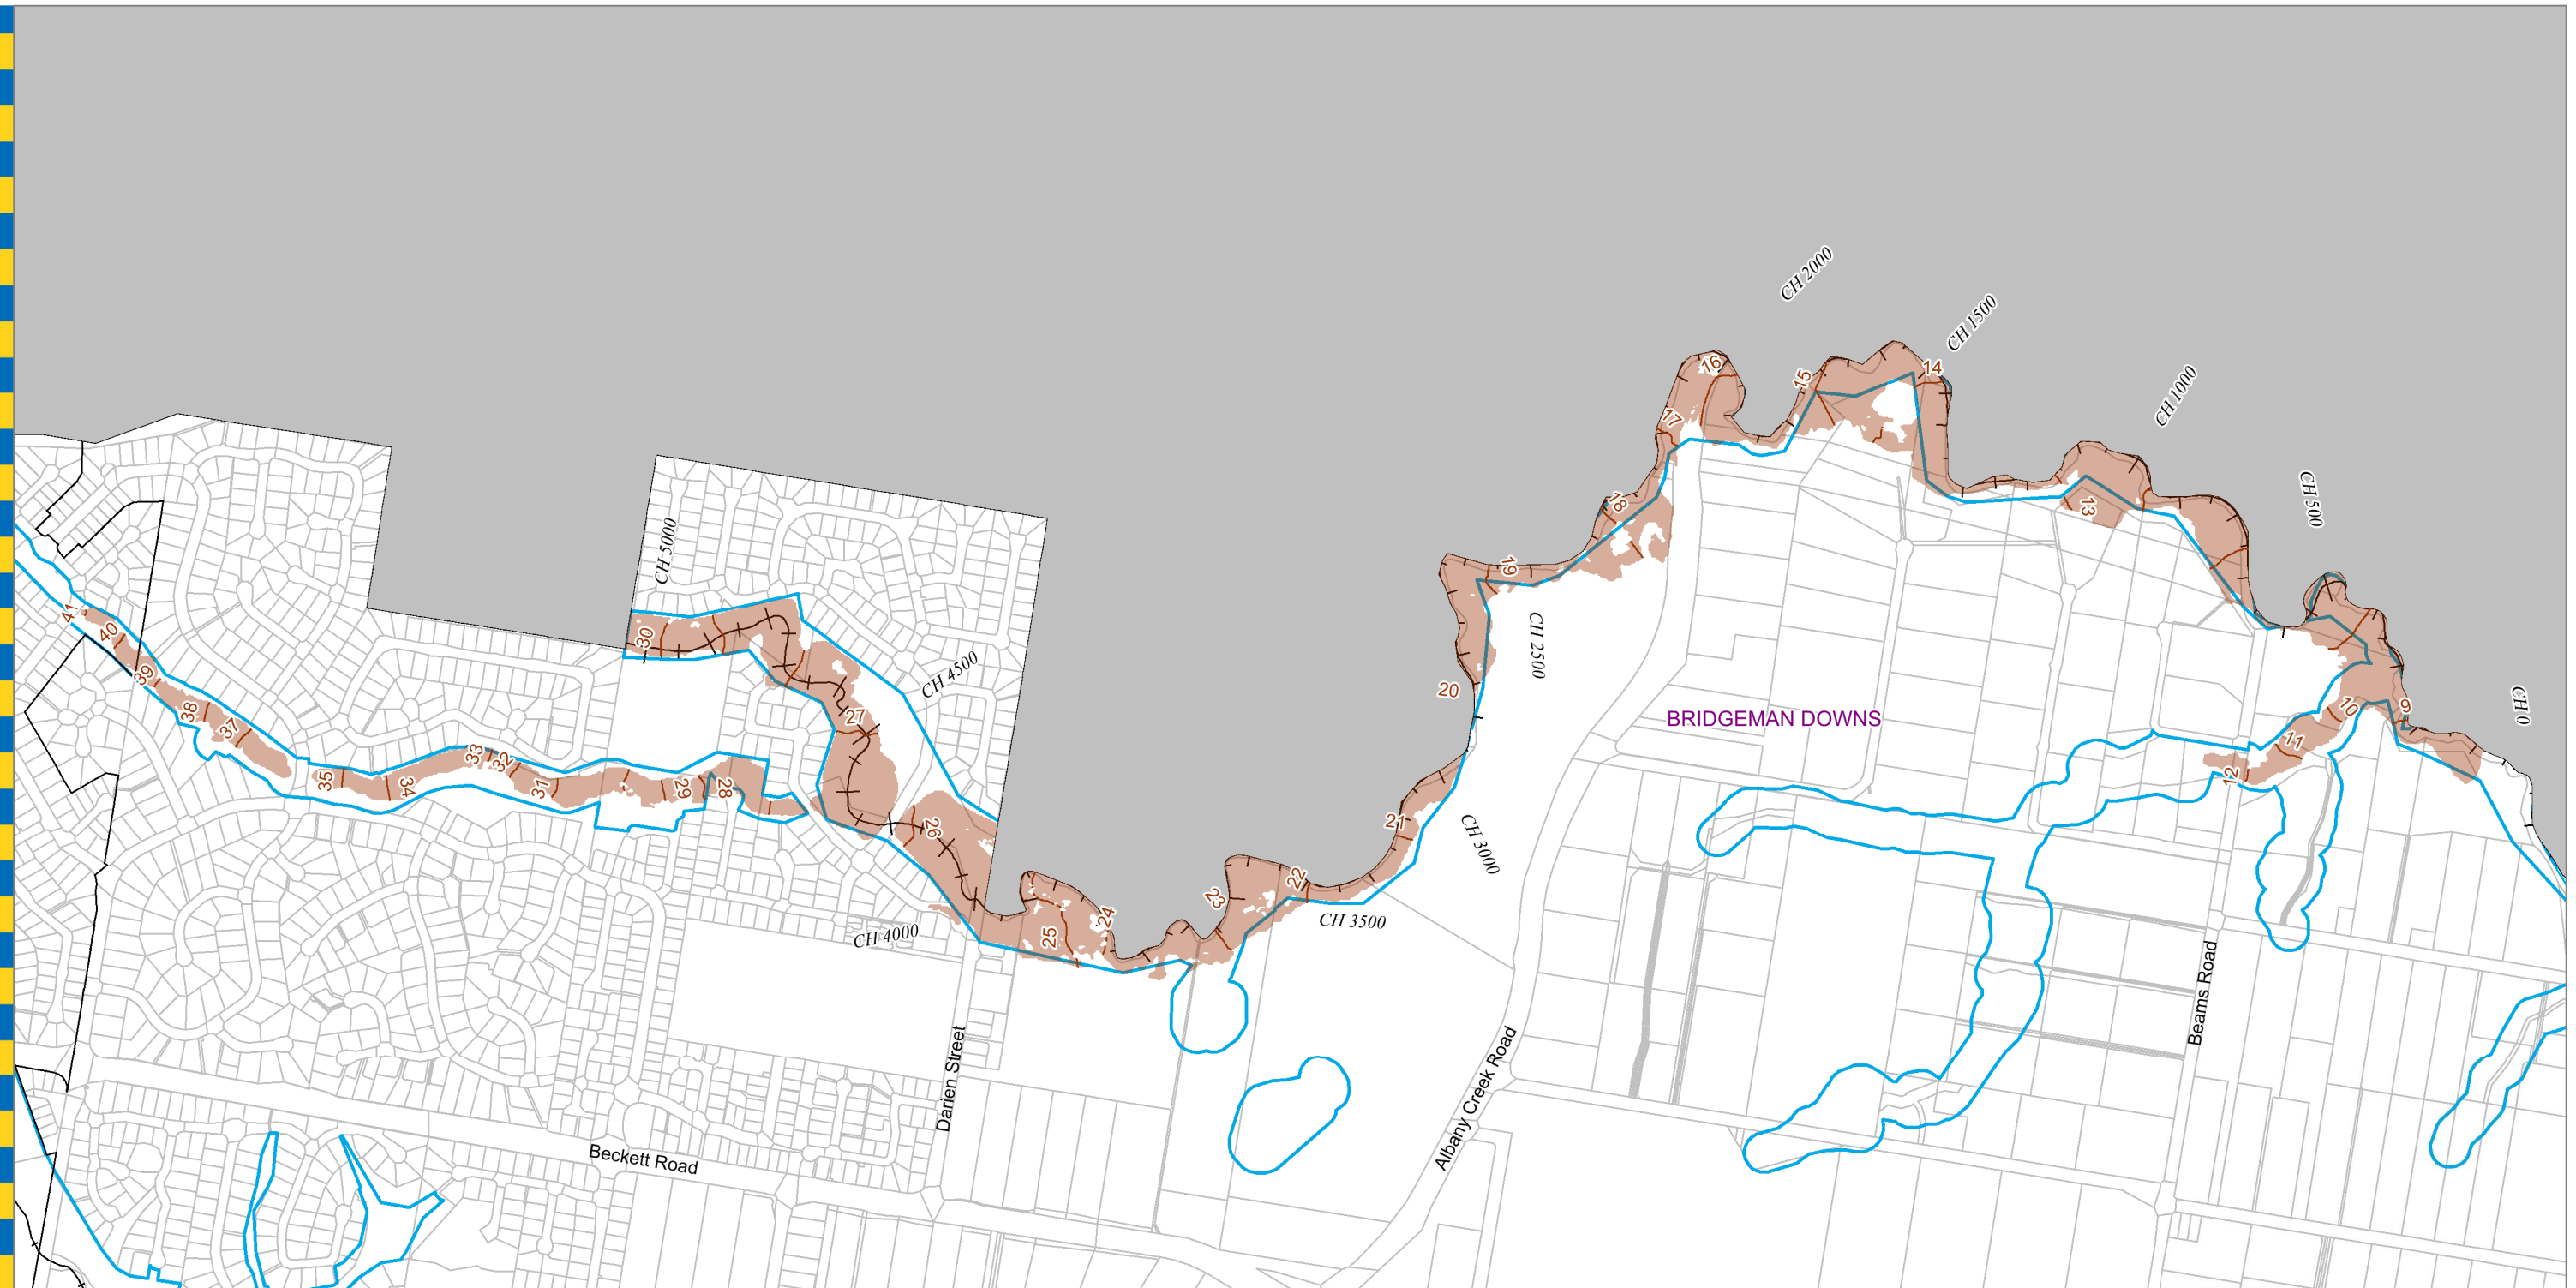 CH 2000
CH 1500
CH 1000
CH 500
CH 0
CH 5000
CH 4500
CH 4000
CH 3500
CH 3000
CH 2500
BRIDGEMAN DOWNS
Beckett Road
Darien Street
Albany Creek Road
Beams Road
41
40
39
38
37
35
34
33
32
31
29
28
30
27
26
25
24
23
22
21
20
19
18
17
16
15
14
13
12
11
10
9